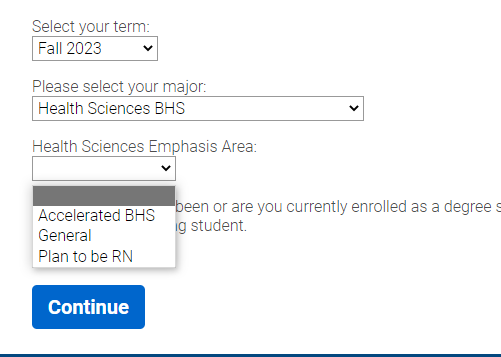 Select your term:
Fall 2023
Please select your major:
Health Sciences BHS
Health Sciences Emphasis Area:
Accelerated BHS
General
Plan to be RN
been or are you currently enrolled as a degree
student.
Continue